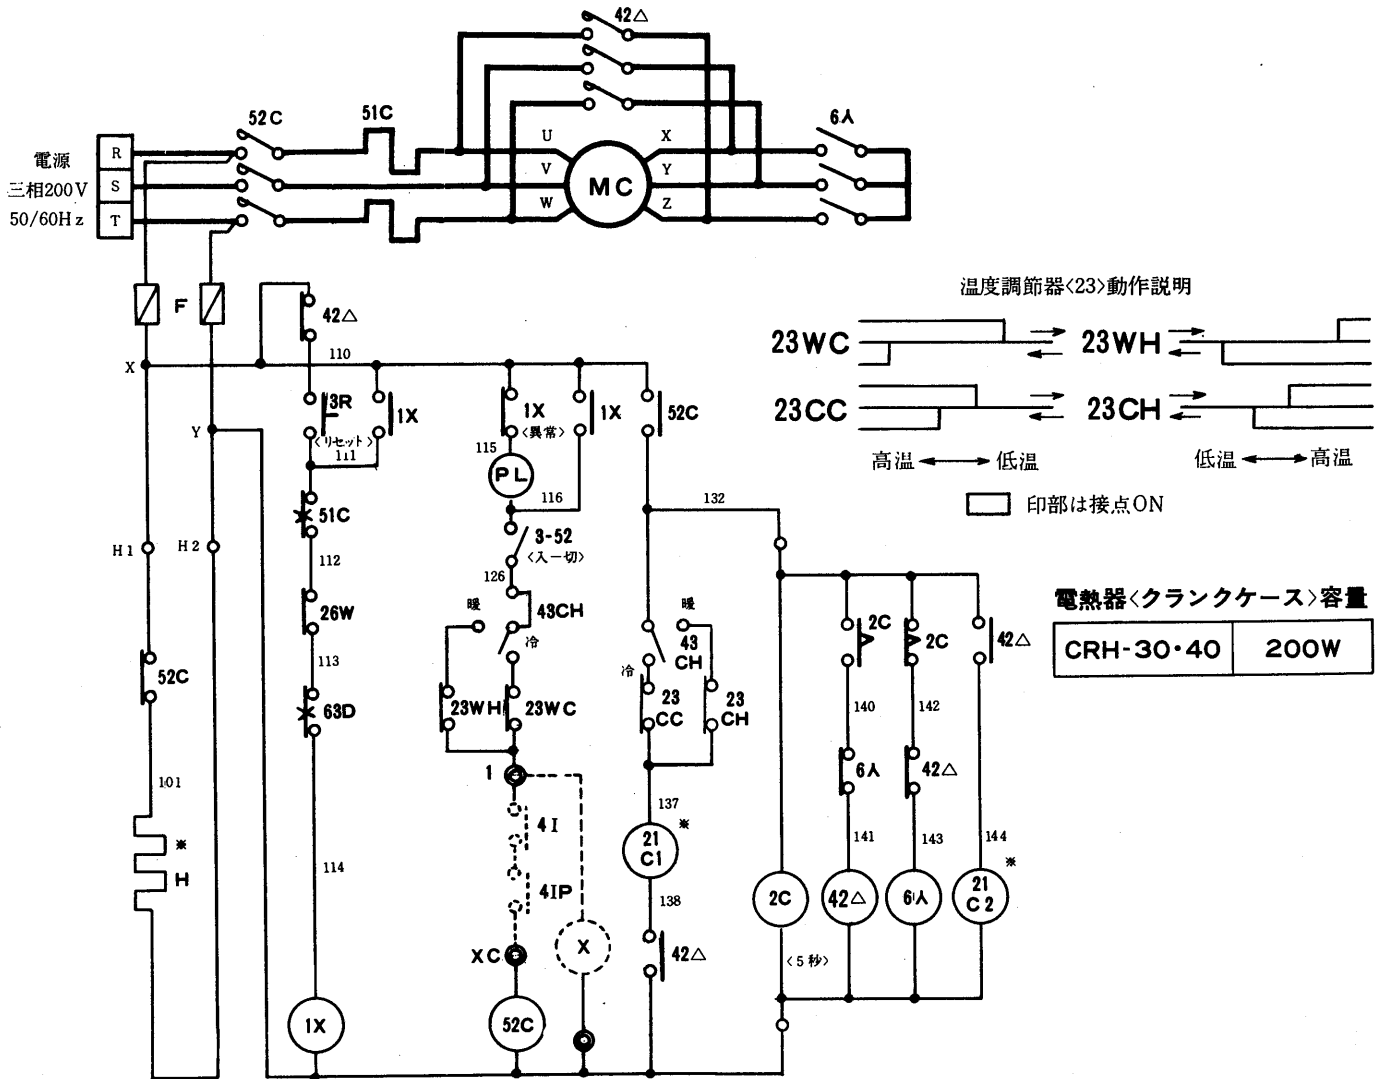 42△
52C
51C
6人
電源
三相200V
50/60Hz
R
S
T
U
V
W
MC
X
Y
Z
F
42△
110
X
Y
3R
〈リセット〉
111
1X
51C
112
26W
113
63D
114
1X
H1
H2
52C
101
※
H
1X
〈異常〉
115
PL
116
1X
3-52
〈入ー切〉
126
43CH
暖
冷
23WH
23WC
1
4I
4IP
XC
X
52C
52C
132
暖
43
CH
冷
23
CC
23
CH
137
※
21
C1
138
42△
2C
2C
42△
140
142
6人
42△
141
143
144
※
2C
42△
6人
21
C2
〈5秒〉
温度調節器〈23〉動作説明
23WC
23WH
23CC
23CH
高温 ⟷ 低温
低温 ⟷ 高温
印部は接点ON
電熱器〈クランクケース〉容量
CRH-30・40
200W